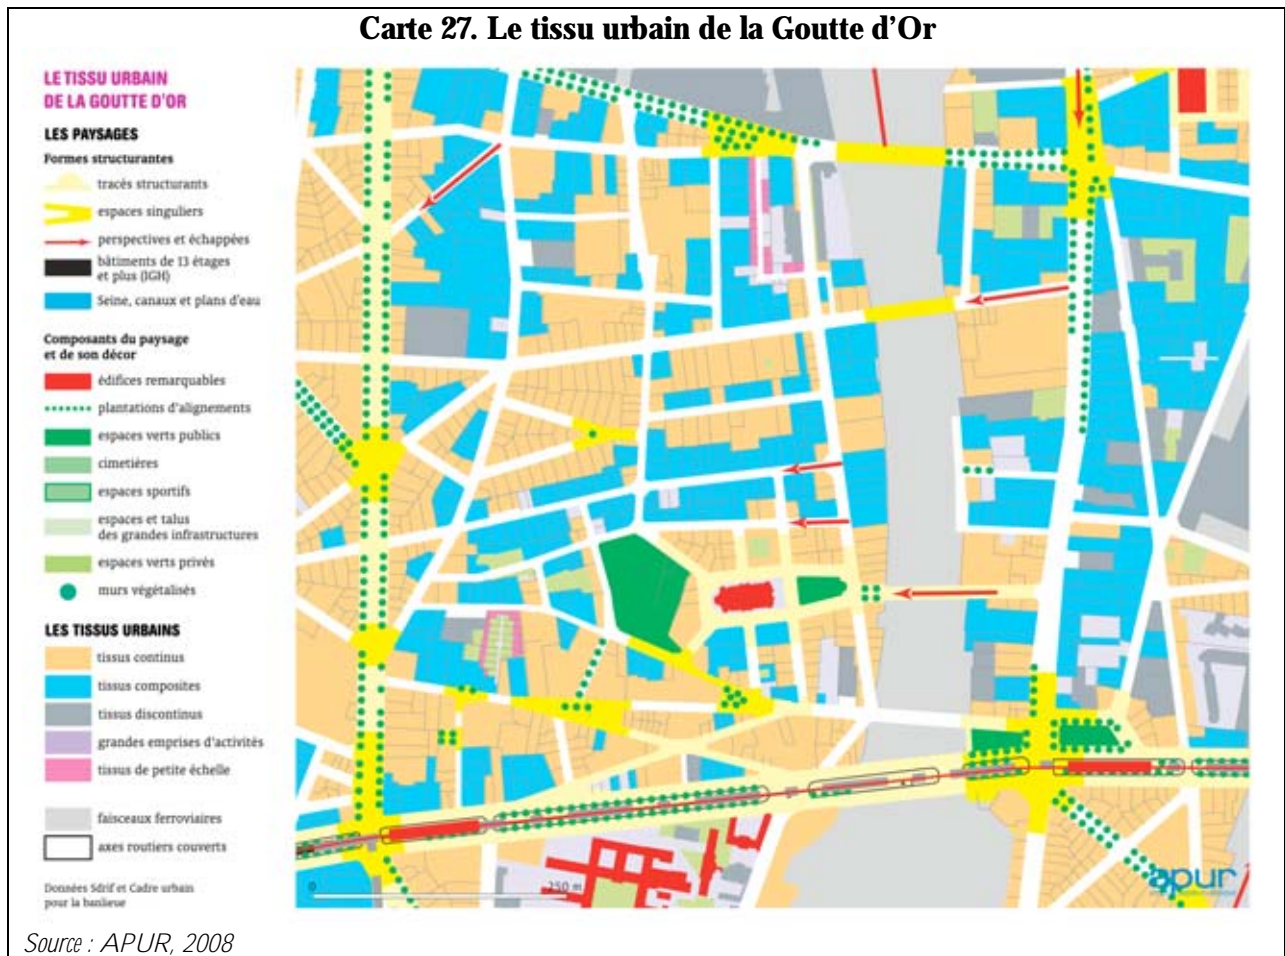 Carte 27. Le tissu urbain de la Goutte d'Or
LE TISSU URBAIN
DE LA GOUTTE D'OR
LES PAYSAGES
Formes structurantes
tracés structurants
espaces singuliers
perspectives et échappées
bâtiments de 13 étages
et plus (IGH)
Seine, canaux et plans d'eau
Composants du paysage
et de son décor
édifices remarquables
plantations d'alignements
espaces verts publics
cimetières
espaces sportifs
espaces et talus
des grandes infrastructures
espaces verts privés
murs végétalisés
LES TISSUS URBAINS
tissus continus
tissus composites
tissus discontinus
grandes emprises d'activités
tissus de petite échelle
faisceaux ferroviaires
axes routiers couverts
Données Sdrif et Cadre urbain
pour la banlieue
0 250 m
apur
Source : APUR, 2008